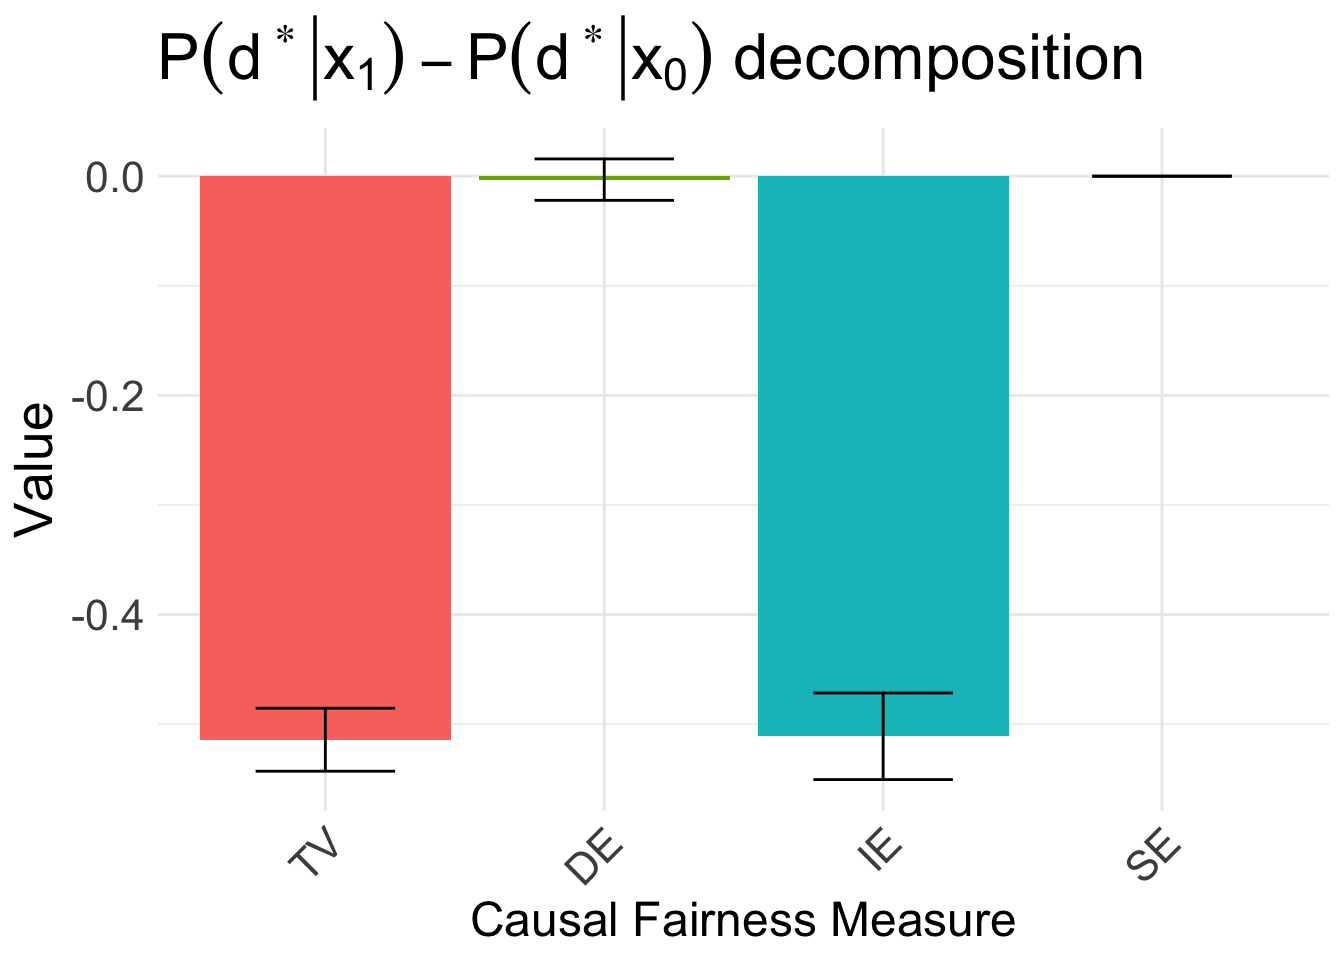 P(d*|x₁) – P(d*|x₀) decomposition
Value
0.0
-0.2
-0.4
TV
DE
IE
SE
Causal Fairness Measure